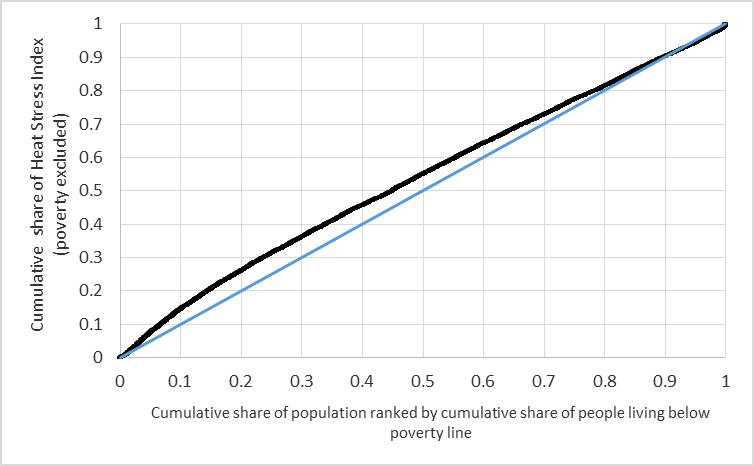 Cumulative share of Heat Stress Index
(poverty excluded)
1
0.9
0.8
0.7
0.6
0.5
0.4
0.3
0.2
0.1
0
0 0.1 0.2 0.3 0.4 0.5 0.6 0.7 0.8 0.9 1
Cumulative share of population ranked by cumulative share of people living below
poverty line